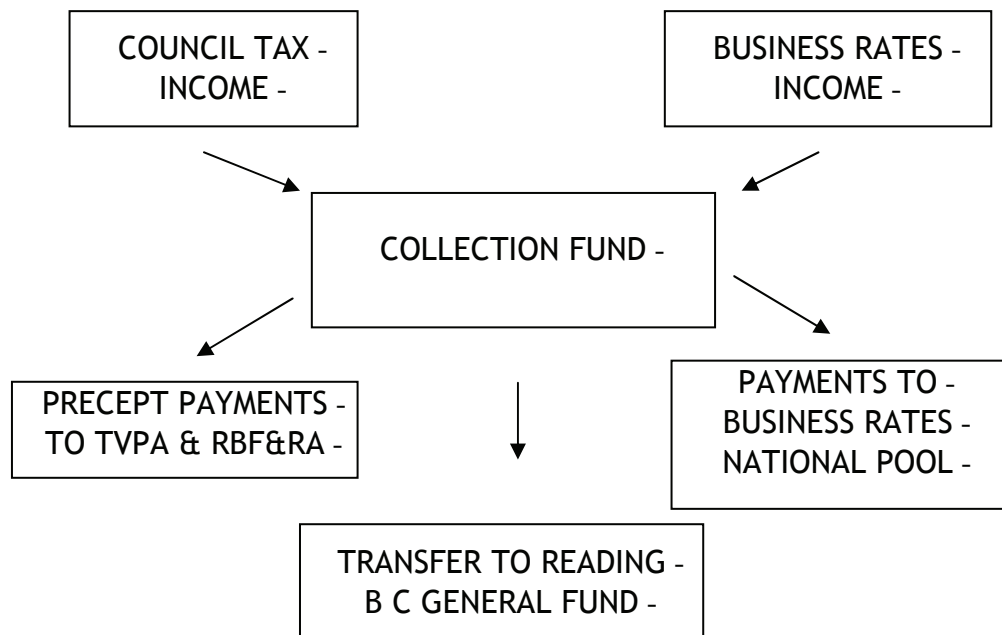 COUNCIL TAX -
INCOME -
BUSINESS RATES -
INCOME -
COLLECTION FUND -
PRECEPT PAYMENTS -
TO TVPA & RBF&RA -
PAYMENTS TO -
BUSINESS RATES -
NATIONAL POOL -
TRANSFER TO READING -
B C GENERAL FUND -